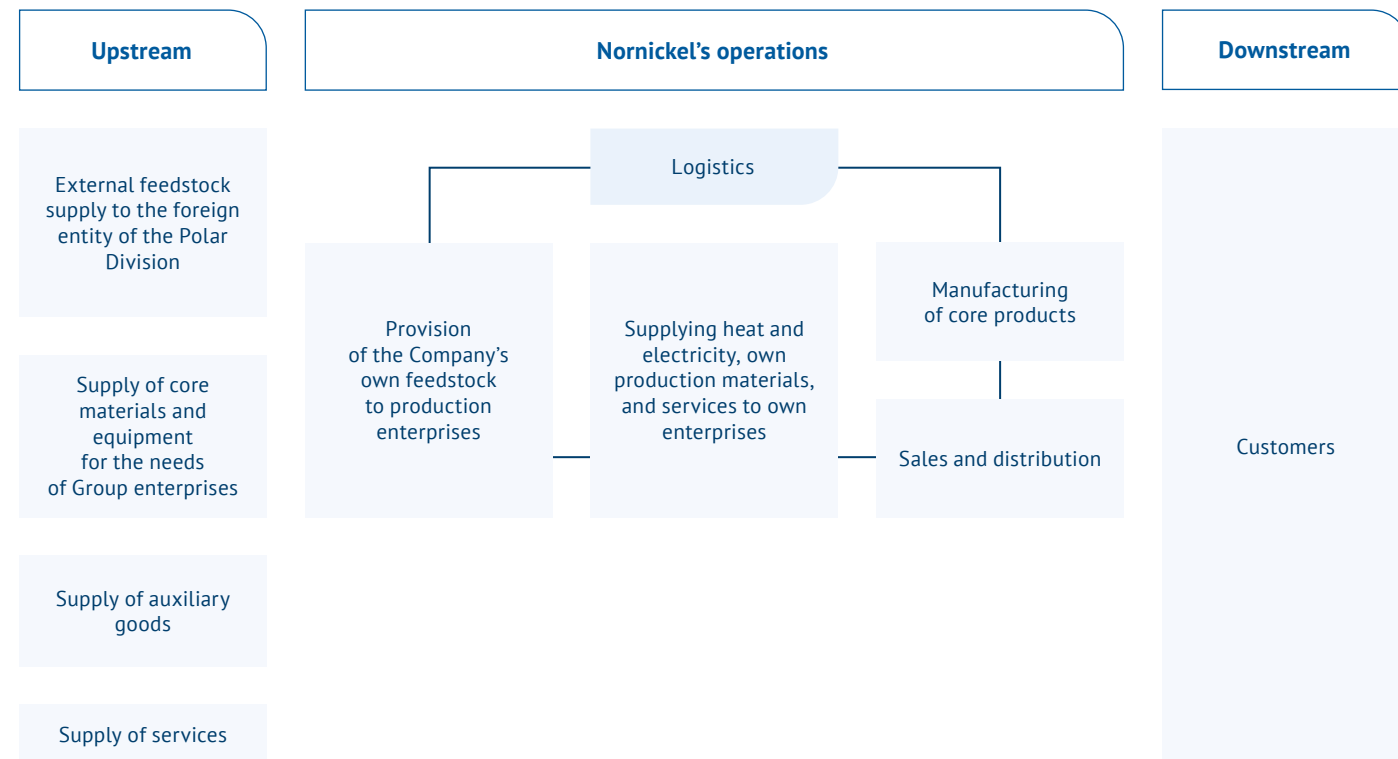 Upstream
Nornickel's operations
Downstream
External feedstock
supply to the foreign
entity of the Polar
Division
Supply of core
materials and
equipment
for the needs
of Group enterprises
Supply of auxiliary
goods
Supply of services
Logistics
Provision
of the Company's
own feedstock
to production
enterprises
Supplying heat and
electricity, own
production materials,
and services to own
enterprises
Manufacturing
of core products
Sales and distribution
Customers